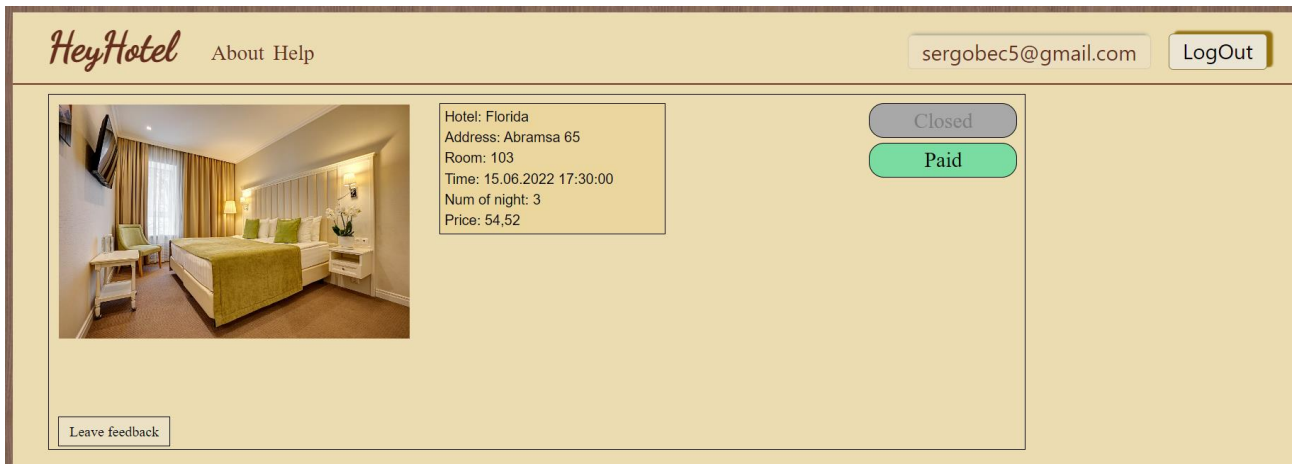 HeyHotel About Help sergobec5@gmail.com LogOut
Hotel: Florida
Address: Abramsa 65
Room: 103
Time: 15.06.2022 17:30:00
Num of night: 3
Price: 54,52
Closed
Paid
Leave feedback